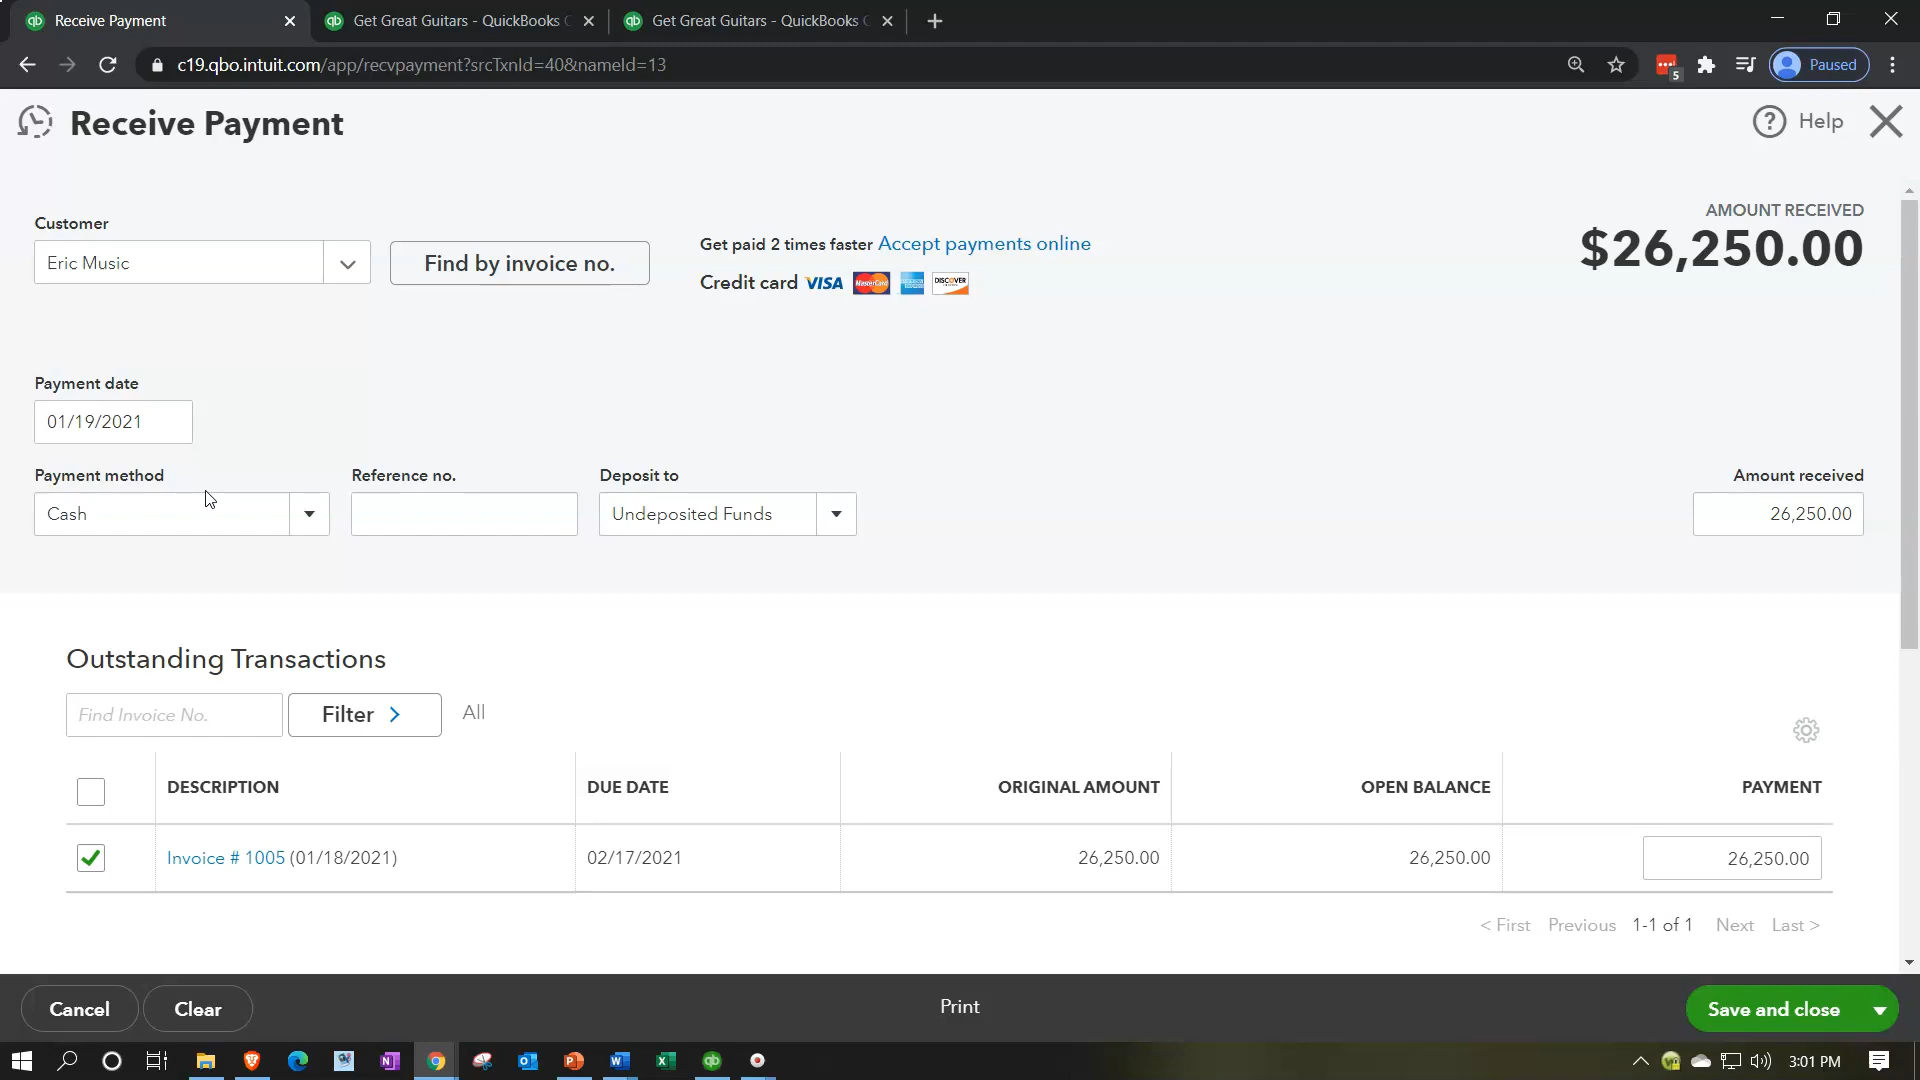 Receive Payment
Get Great Guitars - QuickBooks
Get Great Guitars - QuickBooks
c19.qbo.intuit.com/app/recvpayment?srcTxnId=40&nameId=13
5
Paused
Receive Payment
Help
Customer
Eric Music
Find by invoice no.
Get paid 2 times faster Accept payments online
Credit card VISA MasterCard DISCOVER
AMOUNT RECEIVED
$26,250.00
Payment date
01/19/2021
Payment method
Reference no.
Deposit to
Amount received
Cash
Undeposited Funds
26,250.00
Outstanding Transactions
Find Invoice No.
Filter
All
DESCRIPTION
DUE DATE
ORIGINAL AMOUNT
OPEN BALANCE
PAYMENT
Invoice # 1005 (01/18/2021)
02/17/2021
26,250.00
26,250.00
26,250.00
< First Previous 1-1 of 1 Next Last >
Cancel
Clear
Print
Save and close
3:01 PM